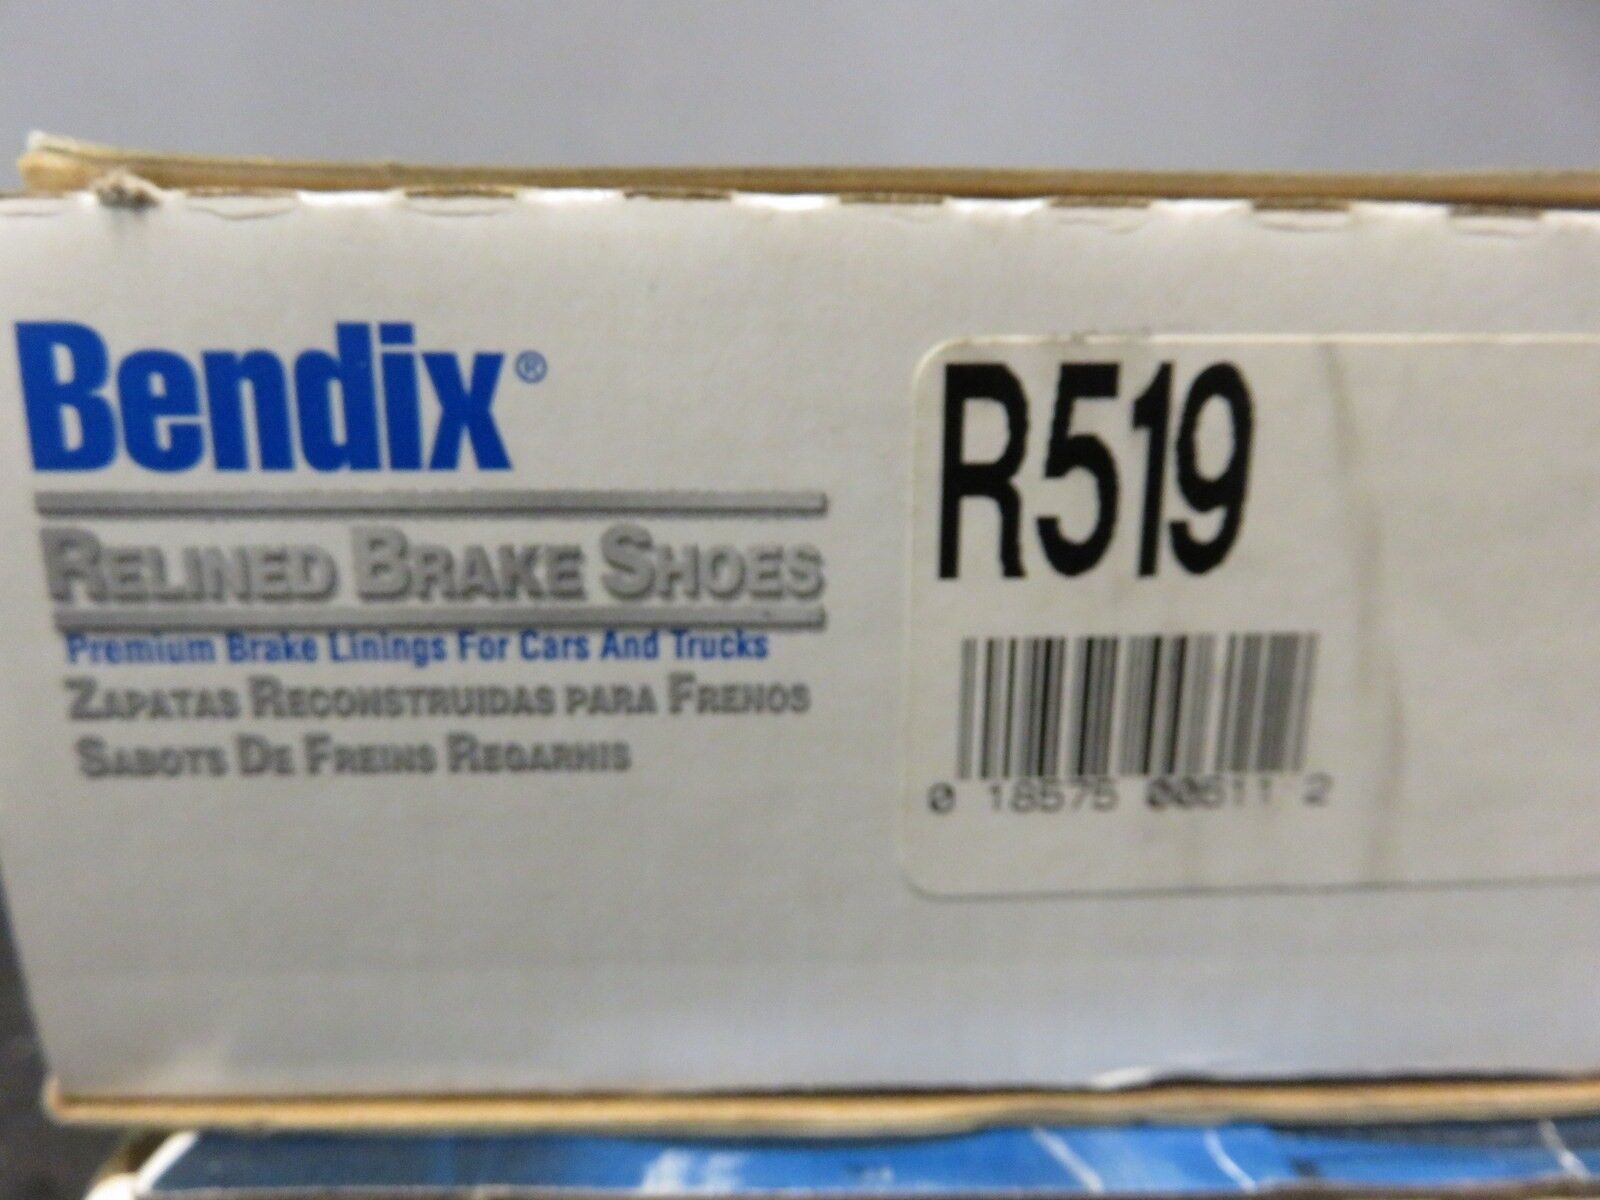 Bendix®
RELINED BRAKE SHOES
Premium Brake Linings For Cars And Trucks
ZAPATAS RECONSTRUIDAS PARA FRENOS
SABOTS DE FREINS REGARNIS
R519
0 18575 00611 2